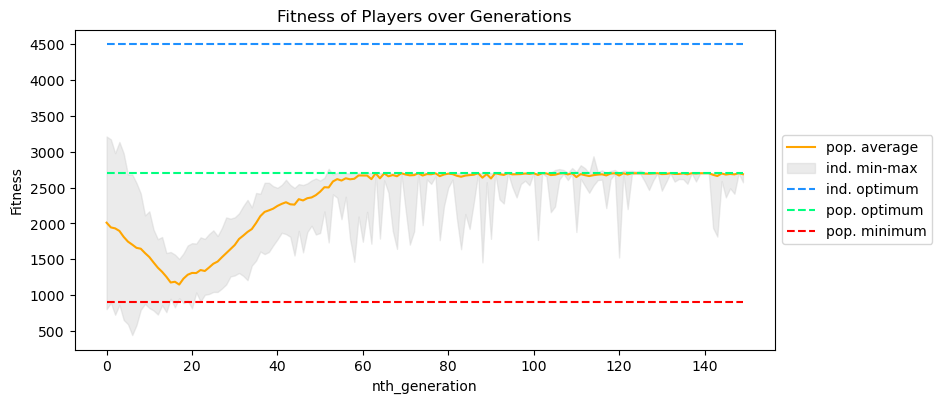 Fitness of Players over Generations
Fitness
4500
4000
3500
3000
2500
2000
1500
1000
500
0
20
40
60
80
100
120
140
nth_generation
pop. average
ind. min-max
ind. optimum
pop. optimum
pop. minimum